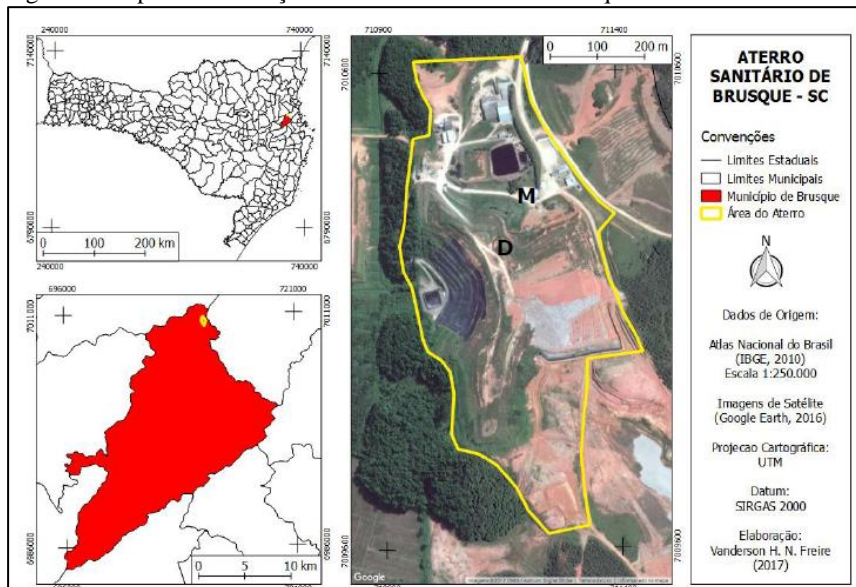 240000
740000
7140000
7140000
6790000
6790000
0 100 200 km
240000
740000
696000
721000
7011000
7011000
6986000
6986000
0 5 10 km
710900
711400
7010600
7010600
0 100 200 m
M
D
7009600
7009600
Google
ATERRO
SANITÁRIO DE
BRUSQUE - SC
Convenções
Limites Estaduais
Limites Municipais
Município de Brusque
Área do Aterro
N
Dados de Origem:
Atlas Nacional do Brasil
(IBGE, 2010)
Escala 1:250.000
Imagens de Satélite
(Google Earth, 2016)
Projecao Cartográfica:
UTM
Datum:
SIRGAS 2000
Elaboração:
Vanderson H. N. Freire
(2017)